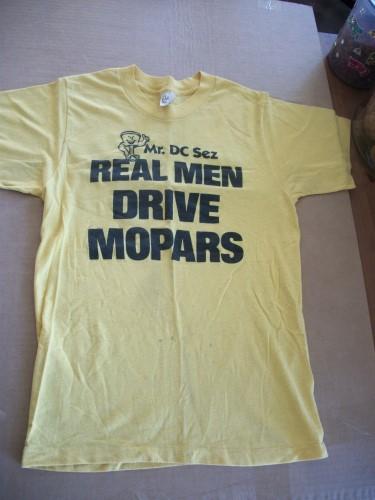 Mr. DC Sez
REAL MEN
DRIVE
MOPARS